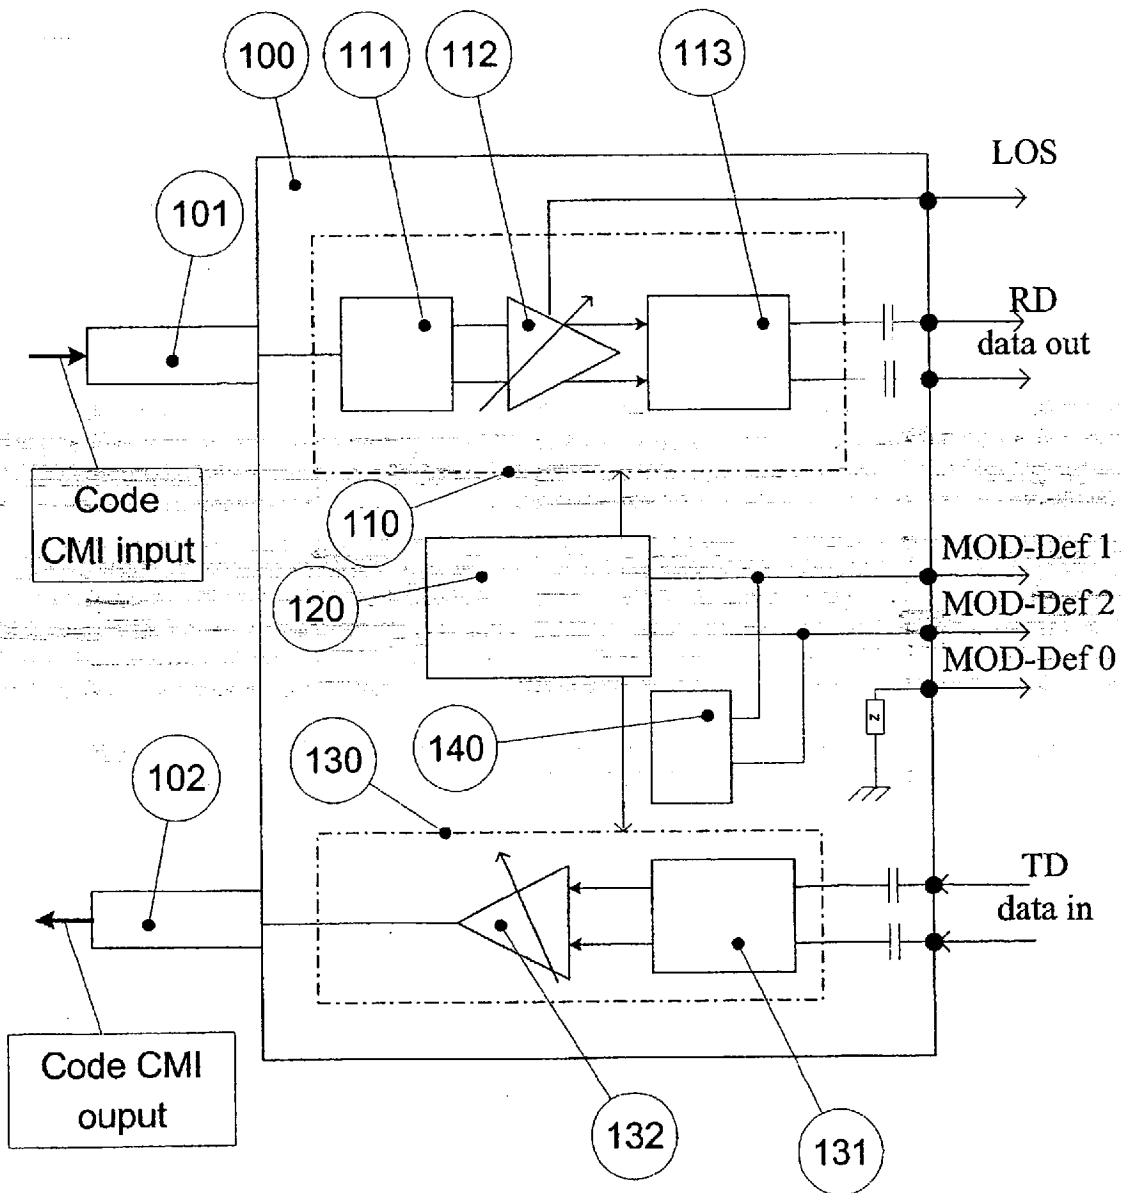 100
111
112
113
LOS
101
RD
data out
Code
CMI input
110
MOD-Def 1
120
MOD-Def 2
MOD-Def 0
140
130
102
z
TD
data in
Code CMI
ouput
132
131